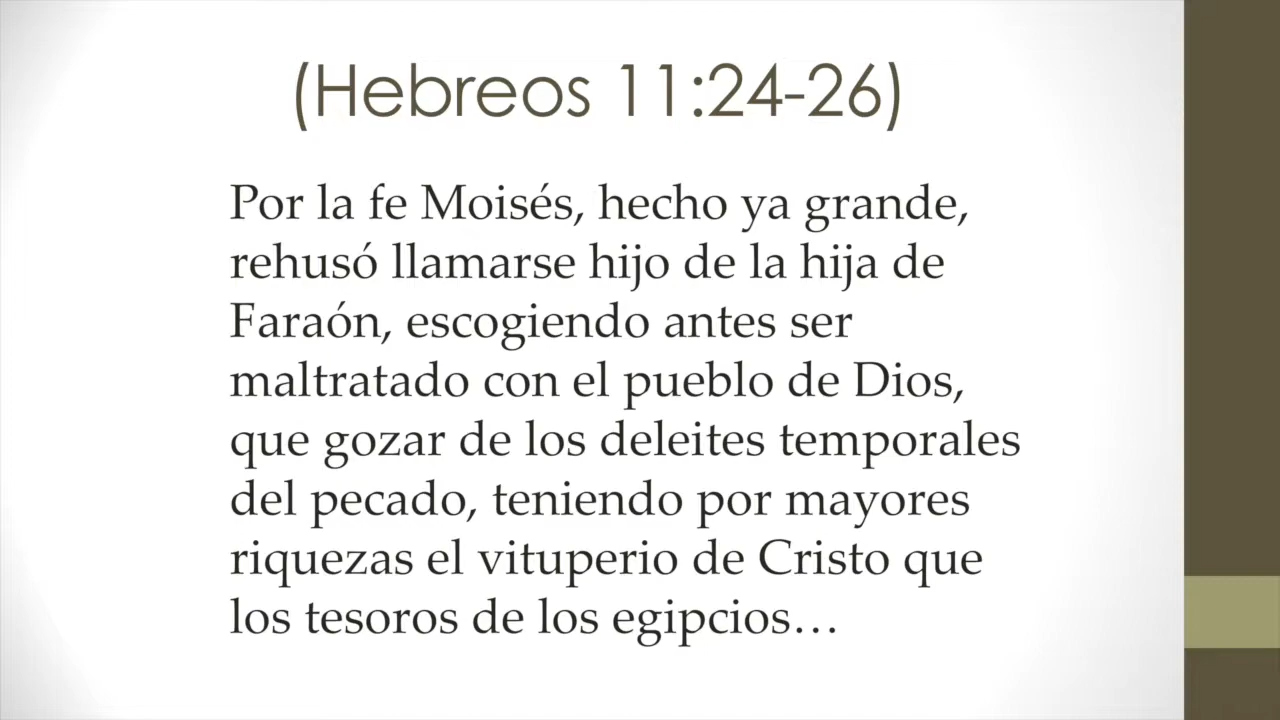 (Hebreos 11:24-26)
Por la fe Moisés, hecho ya grande,
rehusó llamarse hijo de la hija de
Faraón, escogiendo antes ser
maltratado con el pueblo de Dios,
que gozar de los deleites temporales
del pecado, teniendo por mayores
riquezas el vituperio de Cristo que
los tesoros de los egipcios…